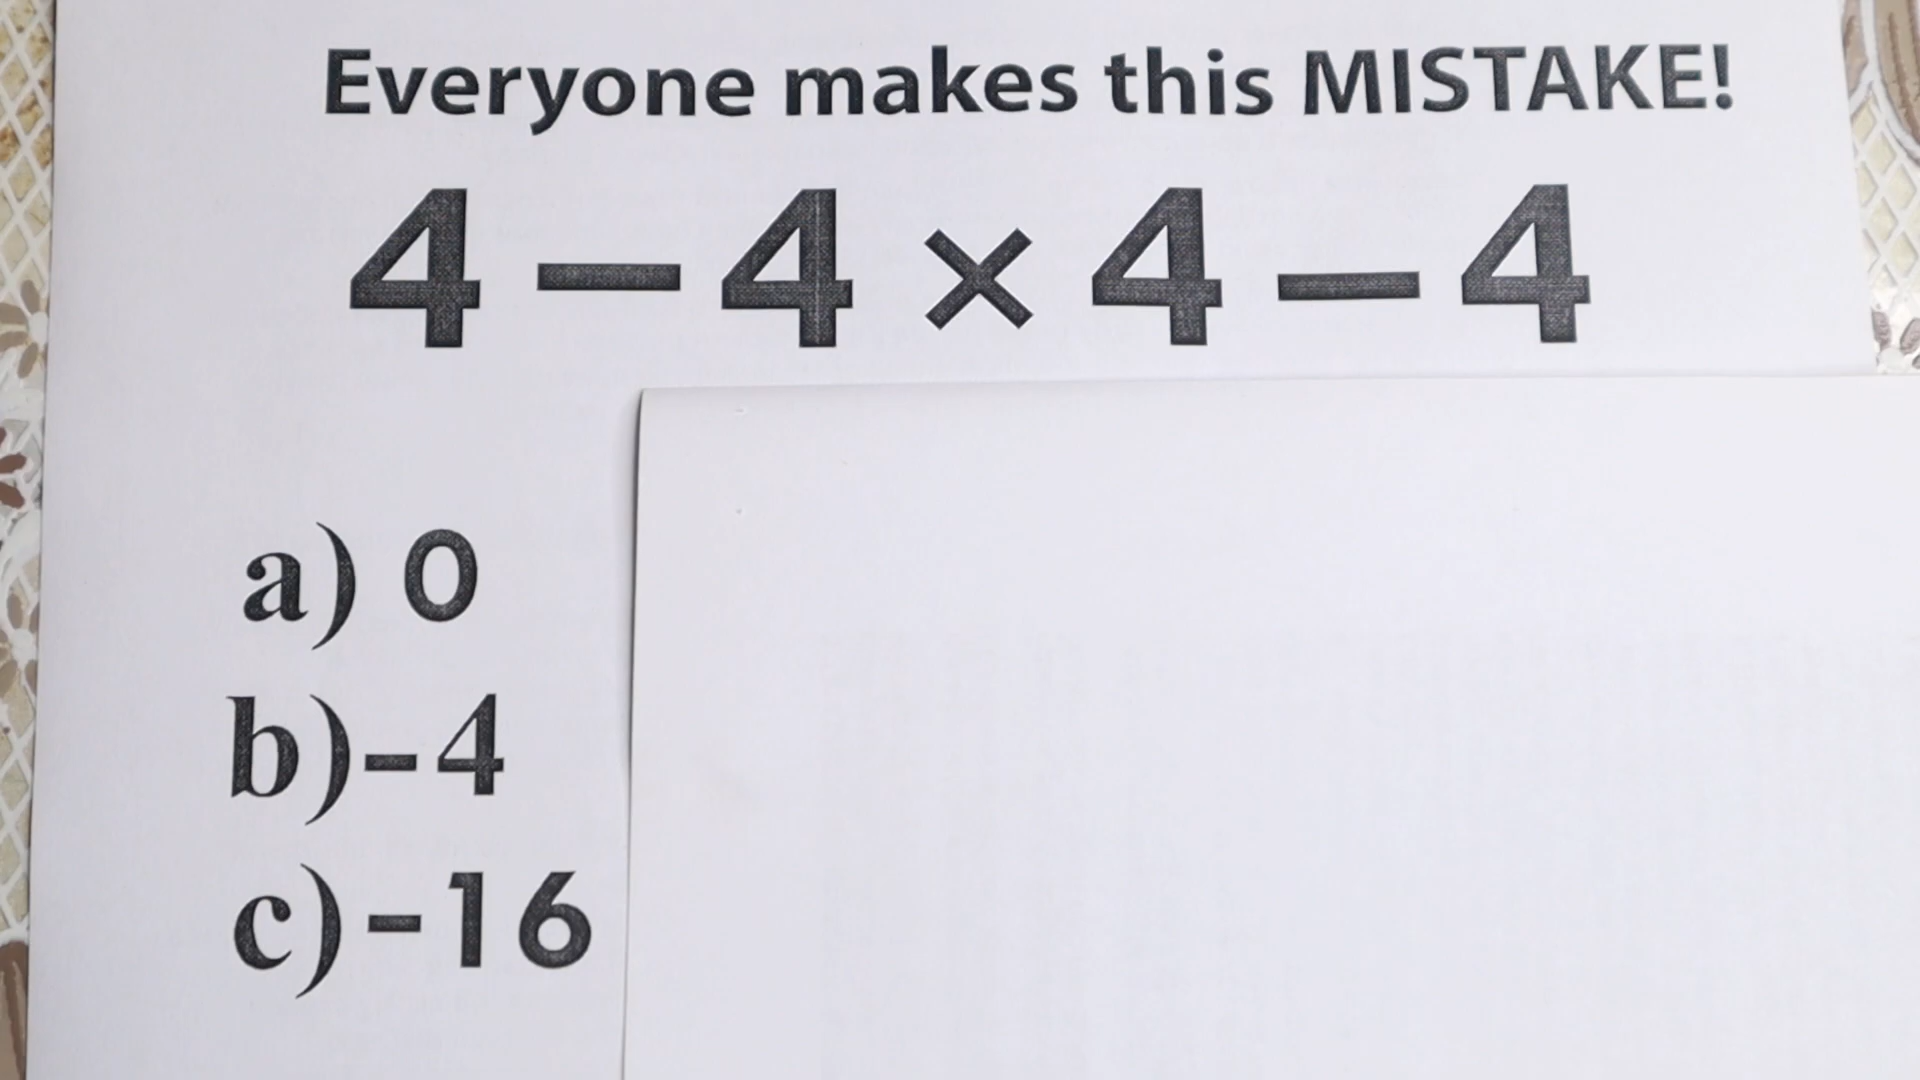 Everyone makes this MISTAKE!
4 − 4 × 4 − 4
a) 0
b) -4
c) -16